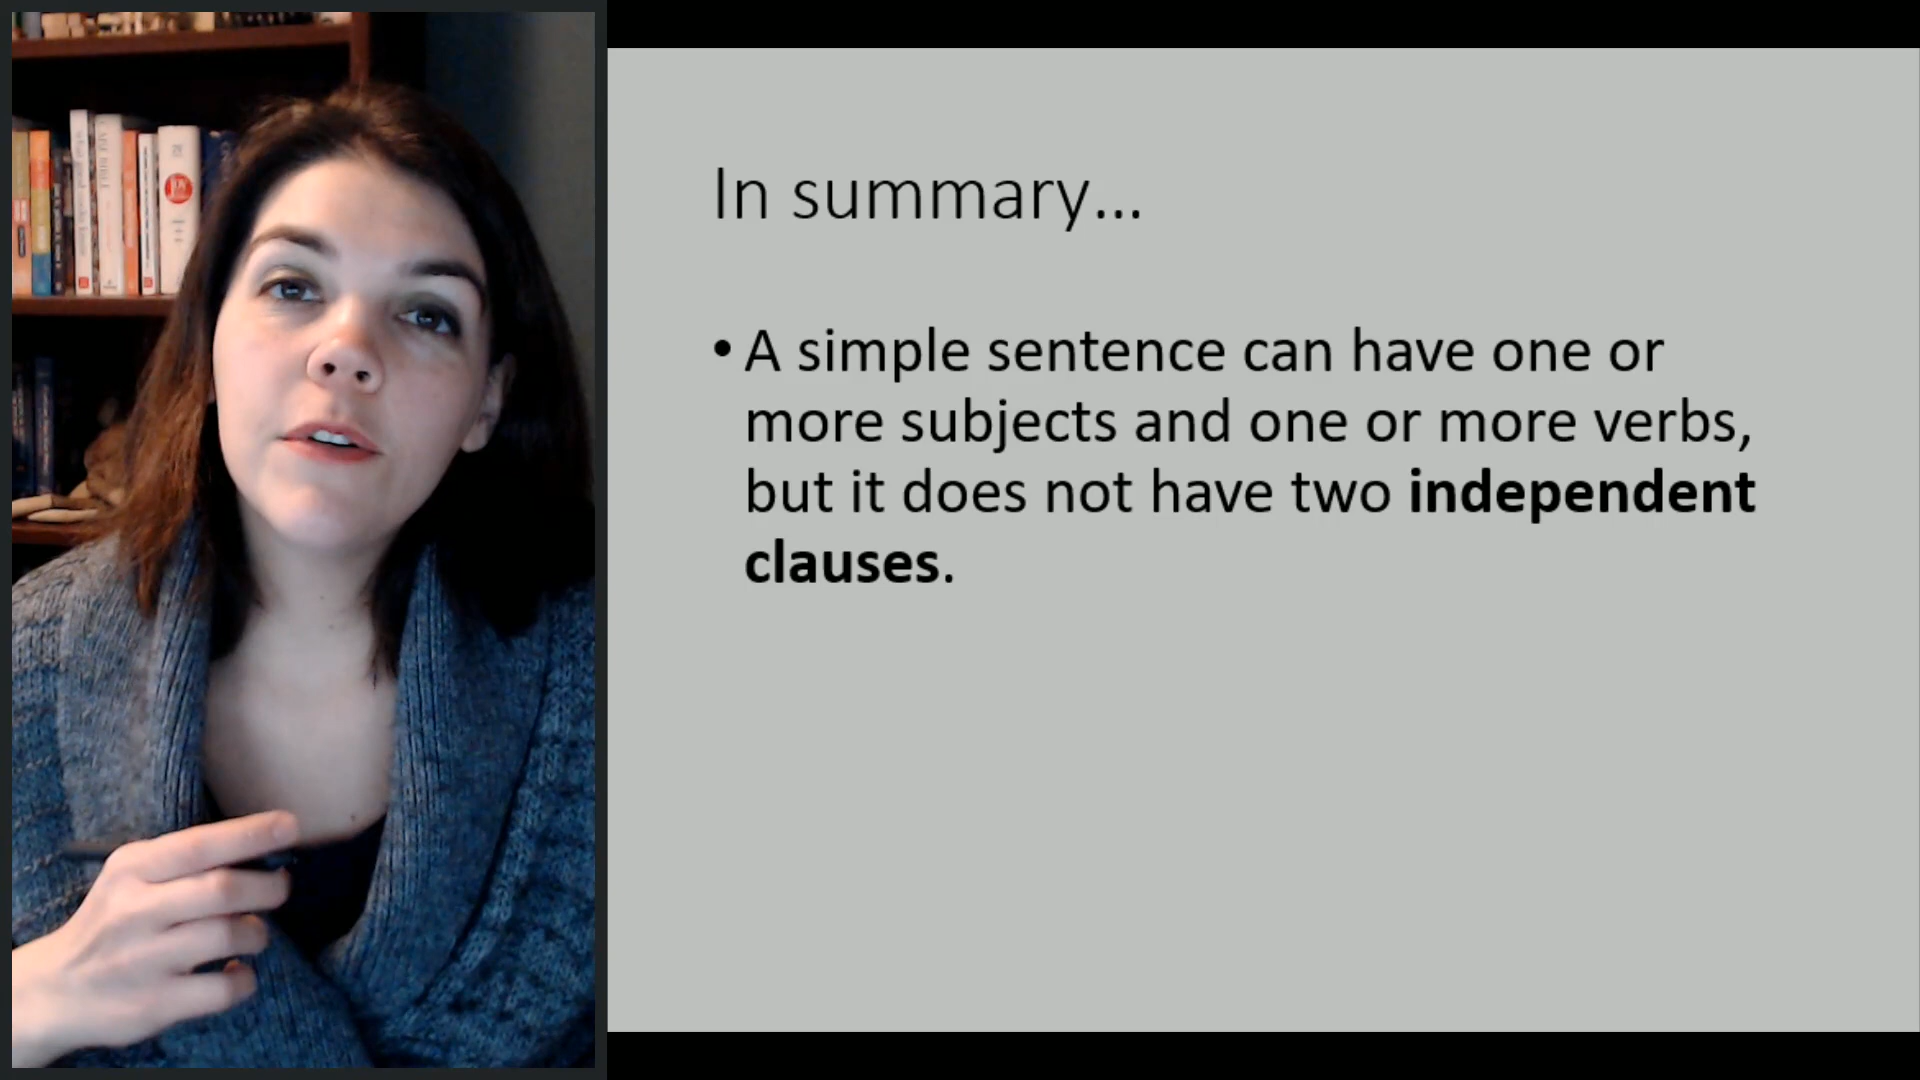 In summary...
• A simple sentence can have one or
more subjects and one or more verbs,
but it does not have two independent
clauses.